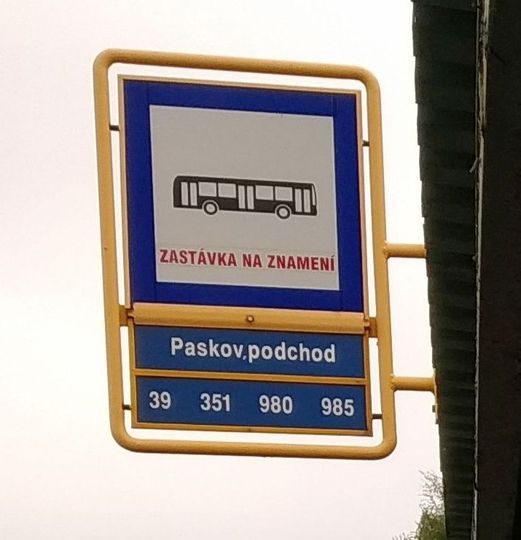 ZASTÁVKA NA ZNAMENÍ
Paskov,podchod
39 351 980 985